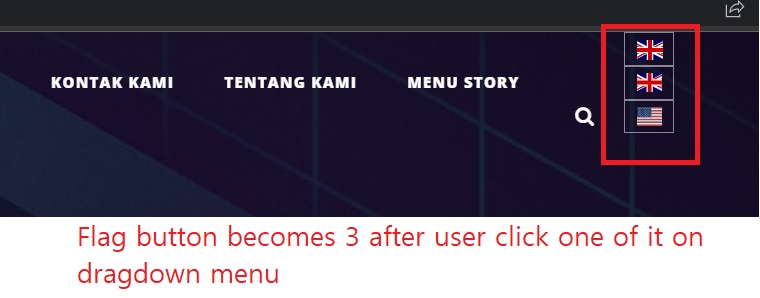 KONTAK KAMI TENTANG KAMI MENU STORY
Flag button becomes 3 after user click one of it on
dragdown menu